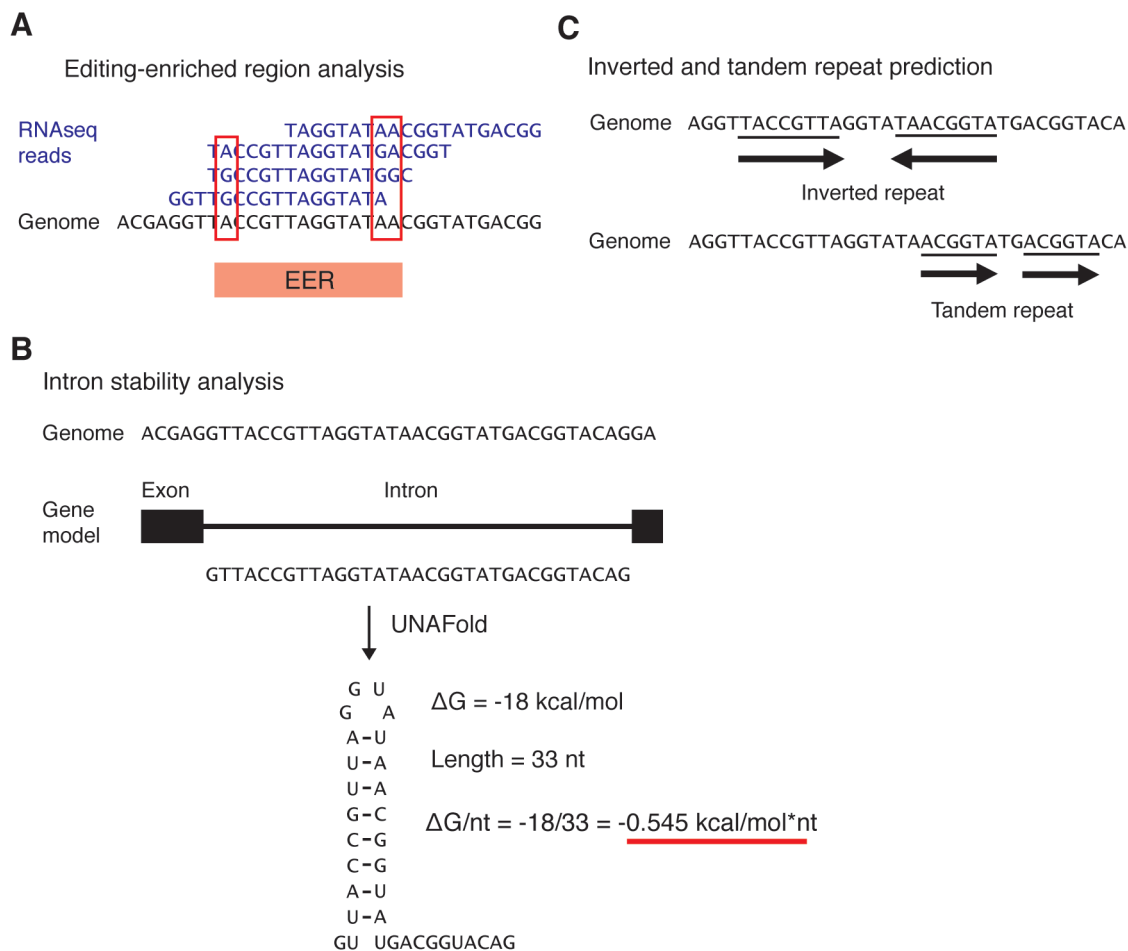 A
Editing-enriched region analysis
RNAseq reads
TAGGTATAACGGTATGACGG
TACCGTTAGGTATGACGGT
TGCCGTTAGGTATGGC
GGTTGCCGTTAGGTATA
Genome ACGAGGTTACCGTTAGGTATAACGGTATGACGG
EER
B
Intron stability analysis
Genome ACGAGGTTACCGTTAGGTATAACGGTATGACGGTACAGGA
Exon Intron
Gene model
GTTACCGTTAGGTATAACGGTATGACGGTACAG
UNAFold
G U
G A
A-U
U-A
U-A
G-C
C-G
C-G
A-U
U-A
GU UGACGGUACAG
ΔG = -18 kcal/mol
Length = 33 nt
ΔG/nt = -18/33 = -0.545 kcal/mol*nt
C
Inverted and tandem repeat prediction
Genome AGGTTACCGTTAGGTATAACGGTATGACGGTACA
Inverted repeat
Genome AGGTTACCGTTAGGTATAACGGTATGACGGTACA
Tandem repeat